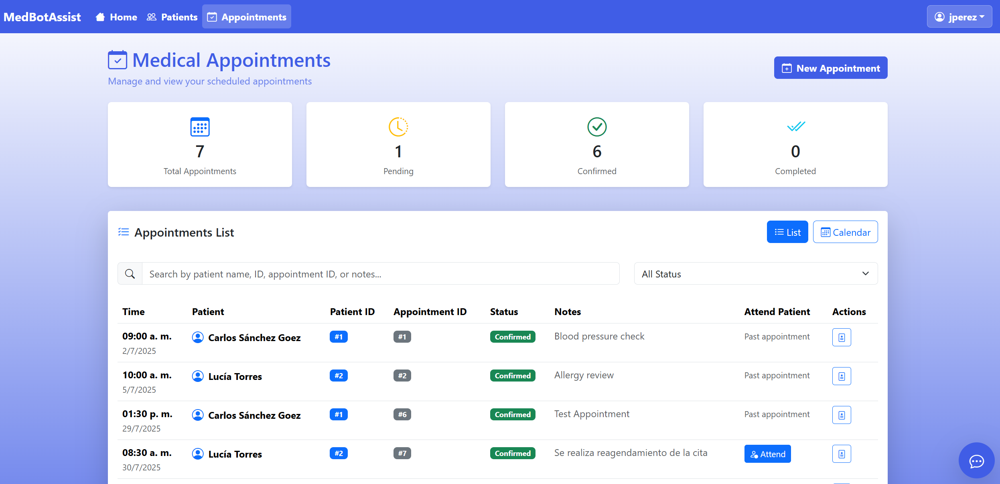 MedBotAssist Home Patients Appointments jperez
Medical Appointments
New Appointment
Manage and view your scheduled appointments
7 1 6 0
Total Appointments Pending Confirmed Completed
Appointments List List Calendar
Search by patient name, ID, appointment ID, or notes... All Status
Time Patient Patient ID Appointment ID Status Notes Attend Patient Actions
09:00 a. m. Carlos Sánchez Goez #1 #1 Confirmed Blood pressure check Past appointment
2/7/2025
10:00 a. m. Lucía Torres #2 #2 Confirmed Allergy review Past appointment
5/7/2025
01:30 p. m. Carlos Sánchez Goez #1 #6 Confirmed Test Appointment Past appointment
29/7/2025
08:30 a. m. Lucía Torres #2 #7 Confirmed Se realiza reagendamiento de la cita Attend
30/7/2025